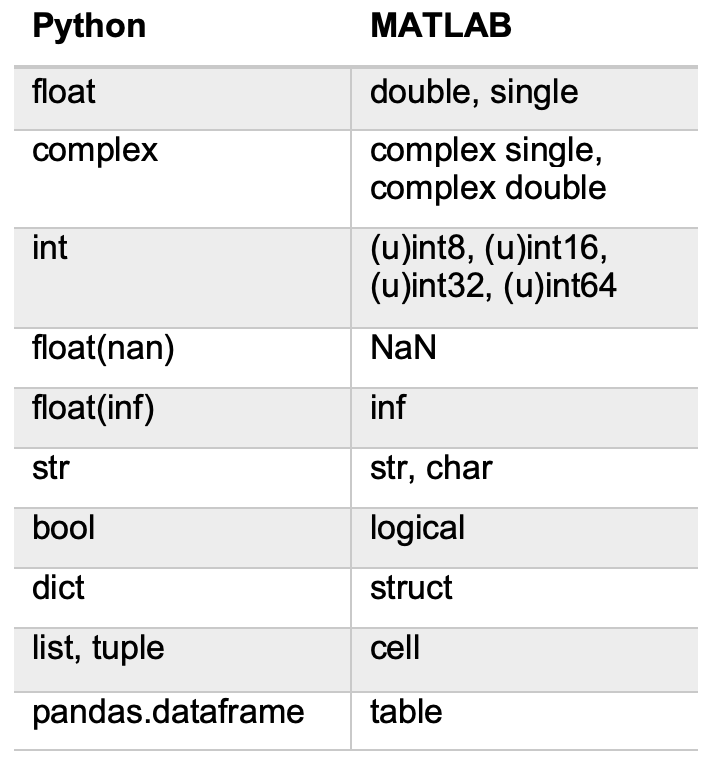 Python MATLAB
float double, single
complex complex single,
complex double
int (u)int8, (u)int16,
(u)int32, (u)int64
float(nan) NaN
float(inf) inf
str str, char
bool logical
dict struct
list, tuple cell
pandas.dataframe table